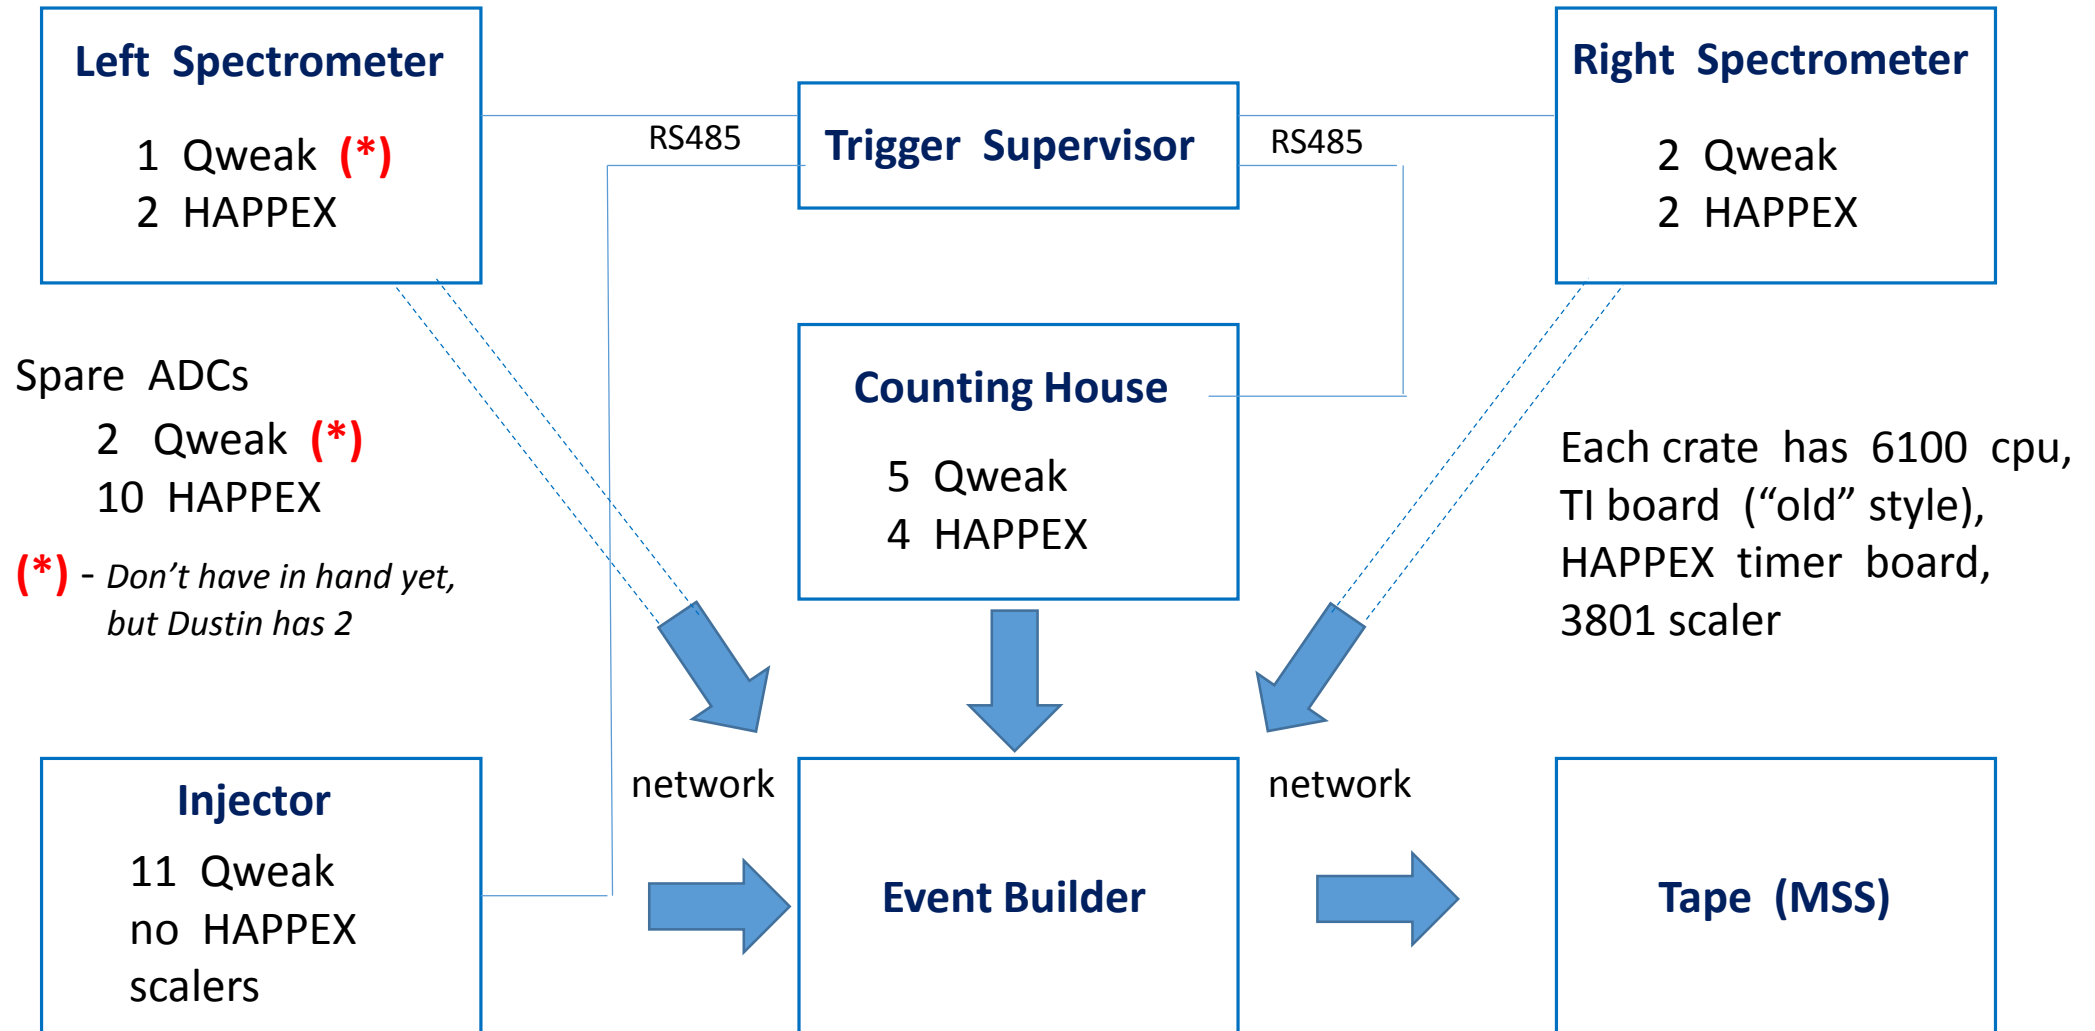 Left Spectrometer
1 Qweak (*)
2 HAPPEX
RS485
Trigger Supervisor
RS485
Right Spectrometer
2 Qweak
2 HAPPEX
Spare ADCs
2 Qweak (*)
10 HAPPEX
(*) - Don’t have in hand yet,
but Dustin has 2
Counting House
5 Qweak
4 HAPPEX
Each crate has 6100 cpu,
TI board (“old” style),
HAPPEX timer board,
3801 scaler
Injector
11 Qweak
no HAPPEX
scalers
network
Event Builder
network
Tape (MSS)